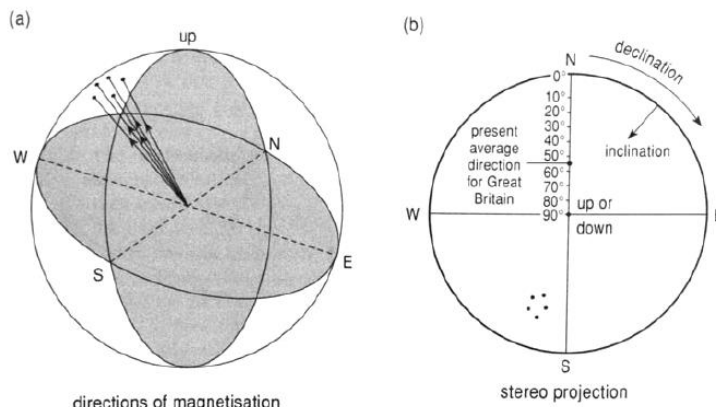 (a)
up
N
W
E
S
directions of magnetisation
(b)
declination
N
0°
10°
20°
30°
40°
50°
60°
70°
80°
90°
present
average
direction
for Great
Britain
inclination
up or
down
W
S
stereo projection